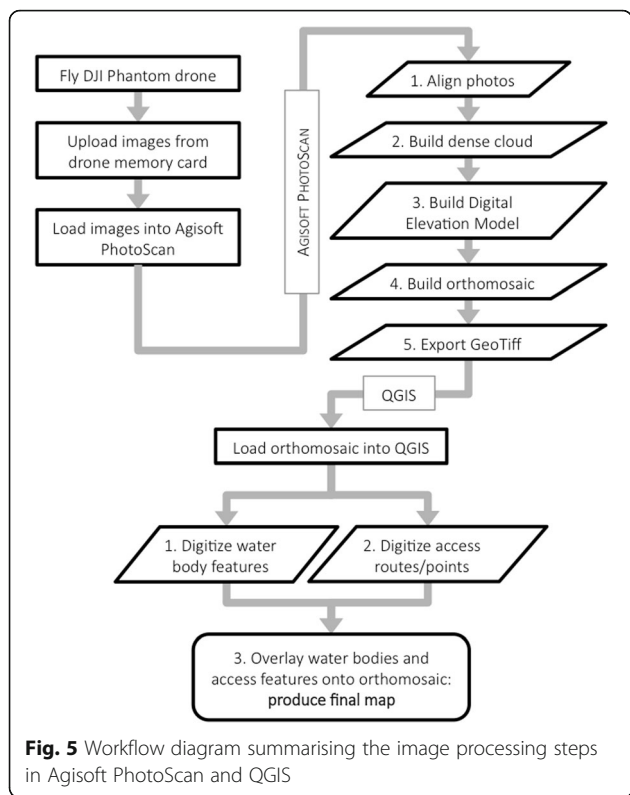 Fly DJI Phantom drone
Upload images from
drone memory card
Load images into Agisoft
PhotoScan
AGISOFT PHOTOSCAN
1. Align photos
2. Build dense cloud
3. Build Digital
Elevation Model
4. Build orthomosaic
5. Export GeoTiff
QGIS
Load orthomosaic into QGIS
1. Digitize water
body features
2. Digitize access
routes/points
3. Overlay water bodies and
access features onto orthomosaic:
produce final map
Fig. 5 Workflow diagram summarising the image processing steps
in Agisoft PhotoScan and QGIS